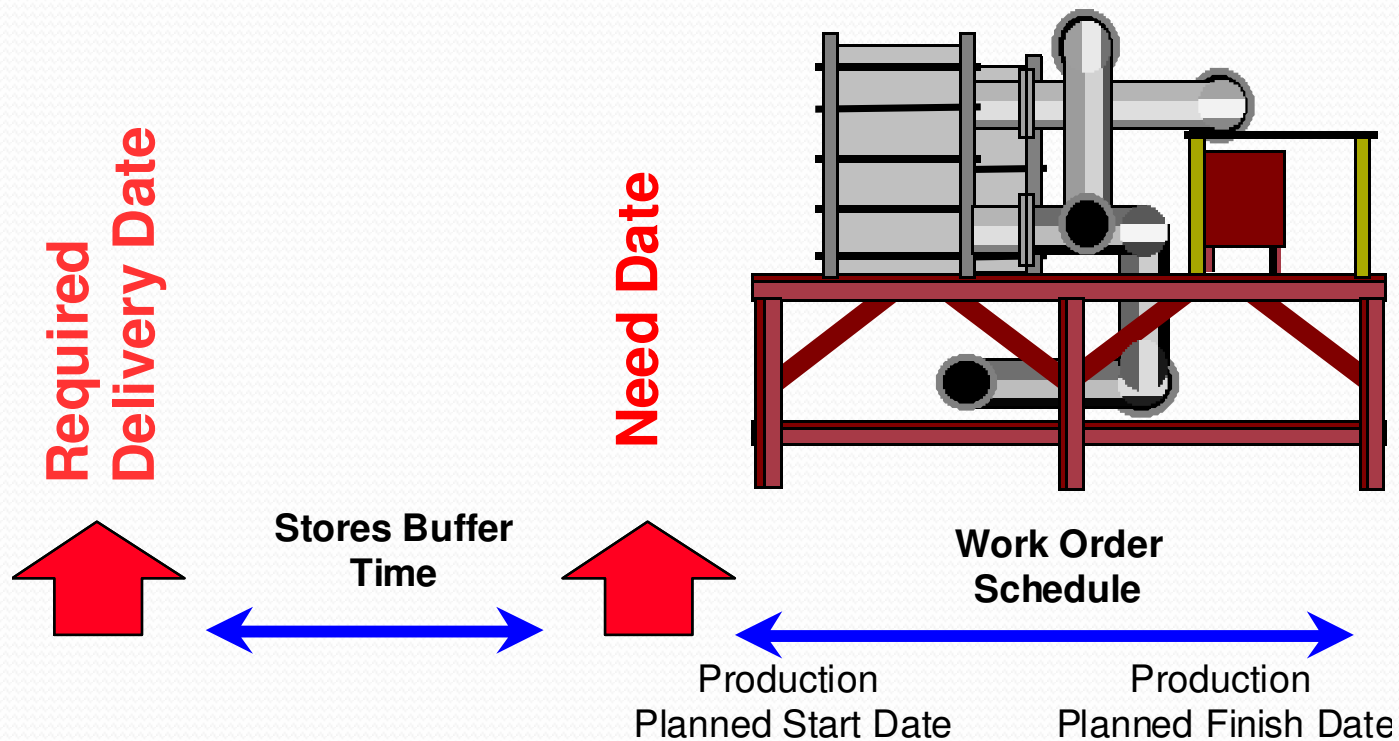 Required
Delivery Date
Need Date
Stores Buffer
Time
Work Order
Schedule
Production
Planned Start Date
Production
Planned Finish Date